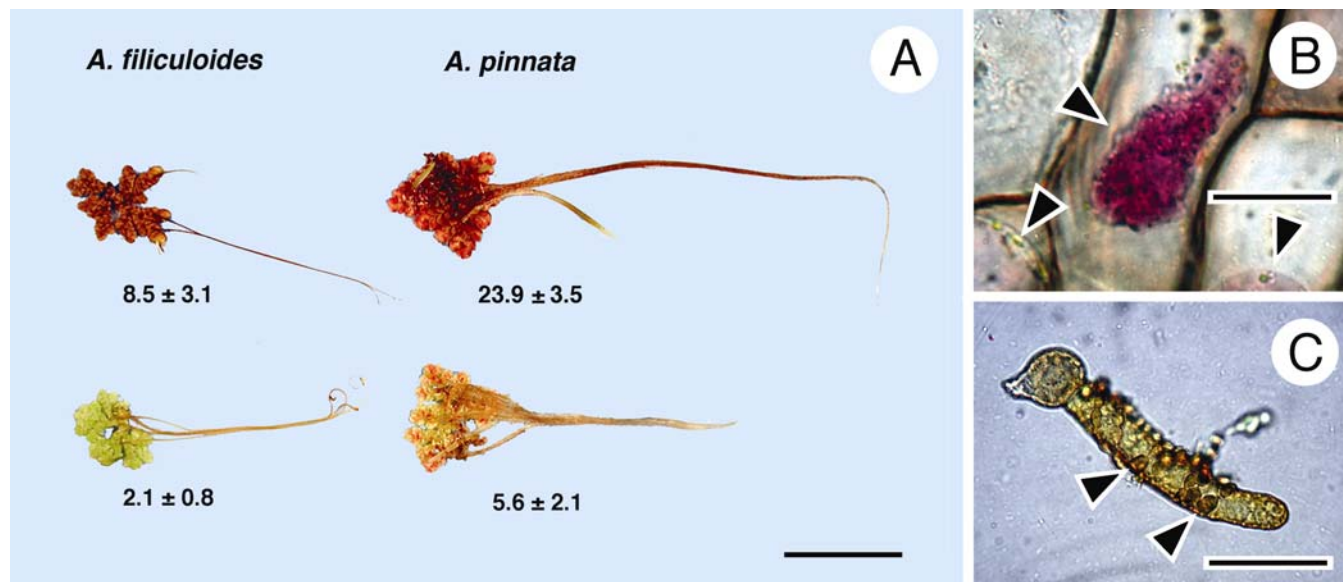 A. filiculoides
A. pinnata
A
8.5 ± 3.1
23.9 ± 3.5
2.1 ± 0.8
5.6 ± 2.1
B
C